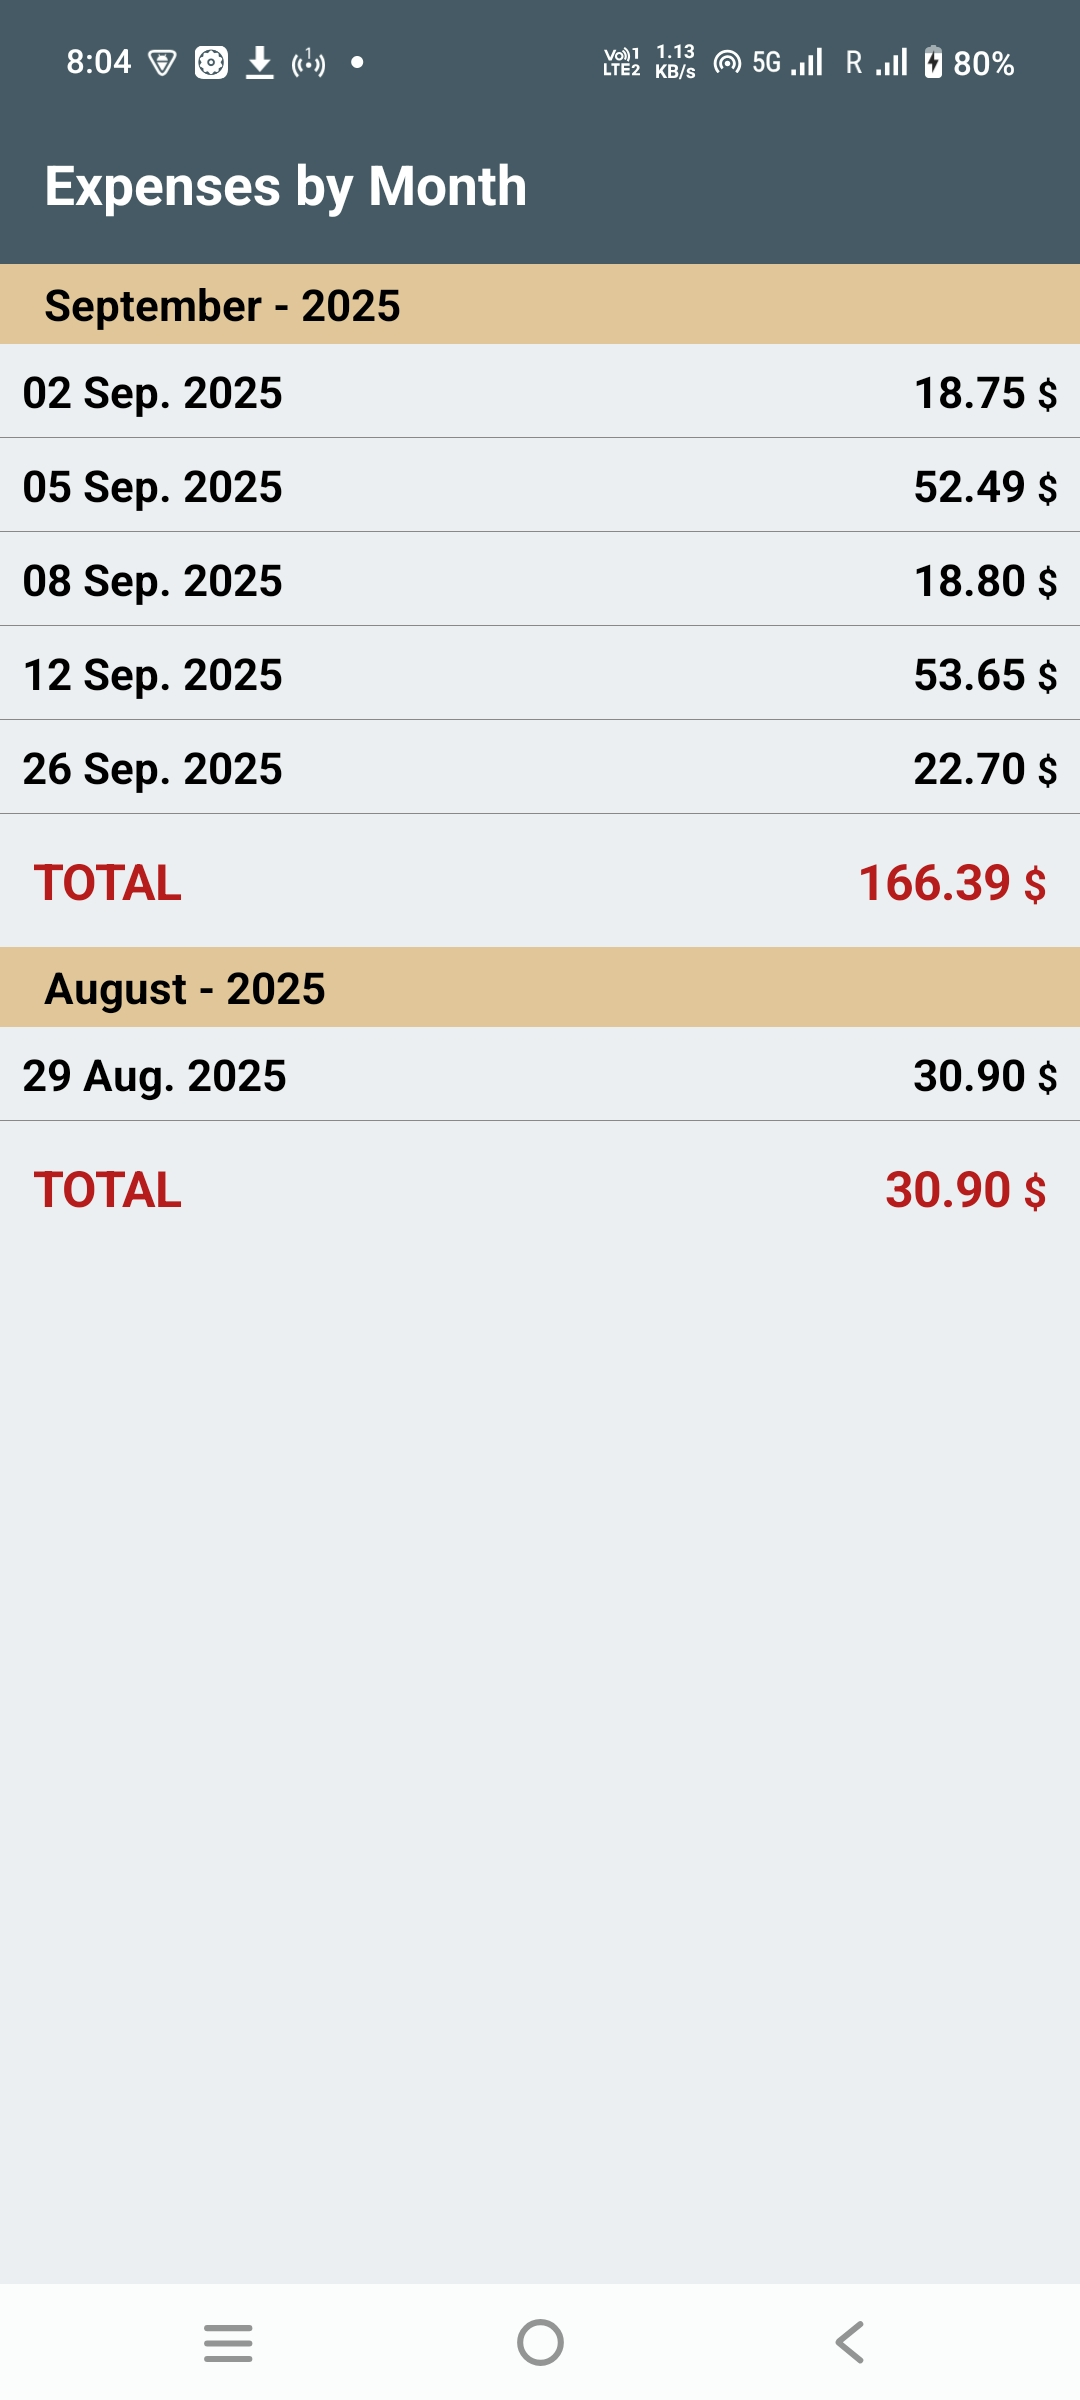 8:04 1 Vo))1 LTE2 1.13 KB/s 5G R 80%
Expenses by Month
September - 2025
02 Sep. 2025 18.75 $
05 Sep. 2025 52.49 $
08 Sep. 2025 18.80 $
12 Sep. 2025 53.65 $
26 Sep. 2025 22.70 $
TOTAL 166.39 $
August - 2025
29 Aug. 2025 30.90 $
TOTAL 30.90 $